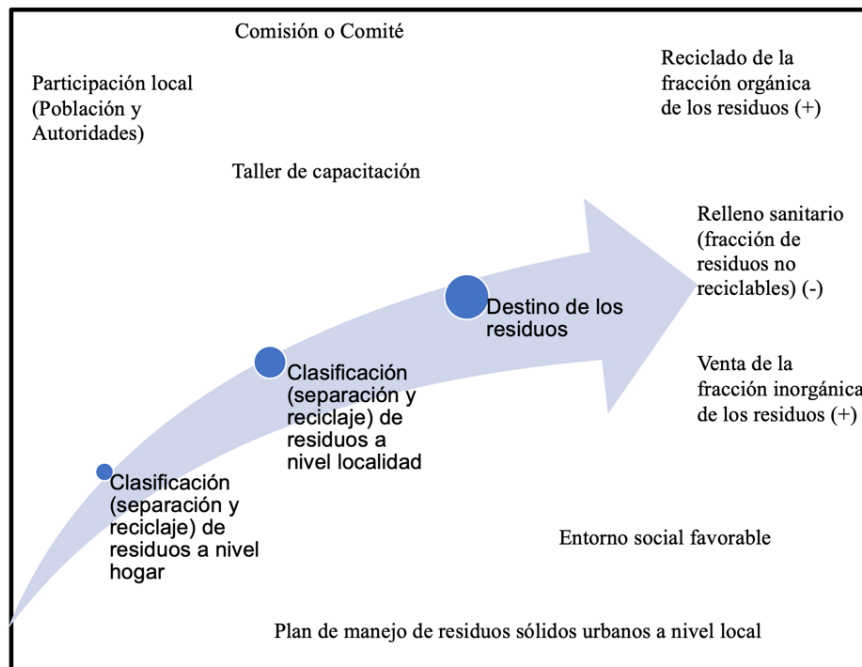 Comisión o Comité
Participación local
(Población y
Autoridades)
Reciclado de la
fracción orgánica
de los residuos (+)
Taller de capacitación
Relleno sanitario
(fracción de
residuos no
reciclables) (-)
Destino de los
residuos
Venta de la
fracción inorgánica
de los residuos (+)
Clasificación
(separación y
reciclaje) de
residuos a
nivel localidad
Clasificación
(separación y
reciclaje) de
residuos a nivel
hogar
Entorno social favorable
Plan de manejo de residuos sólidos urbanos a nivel local